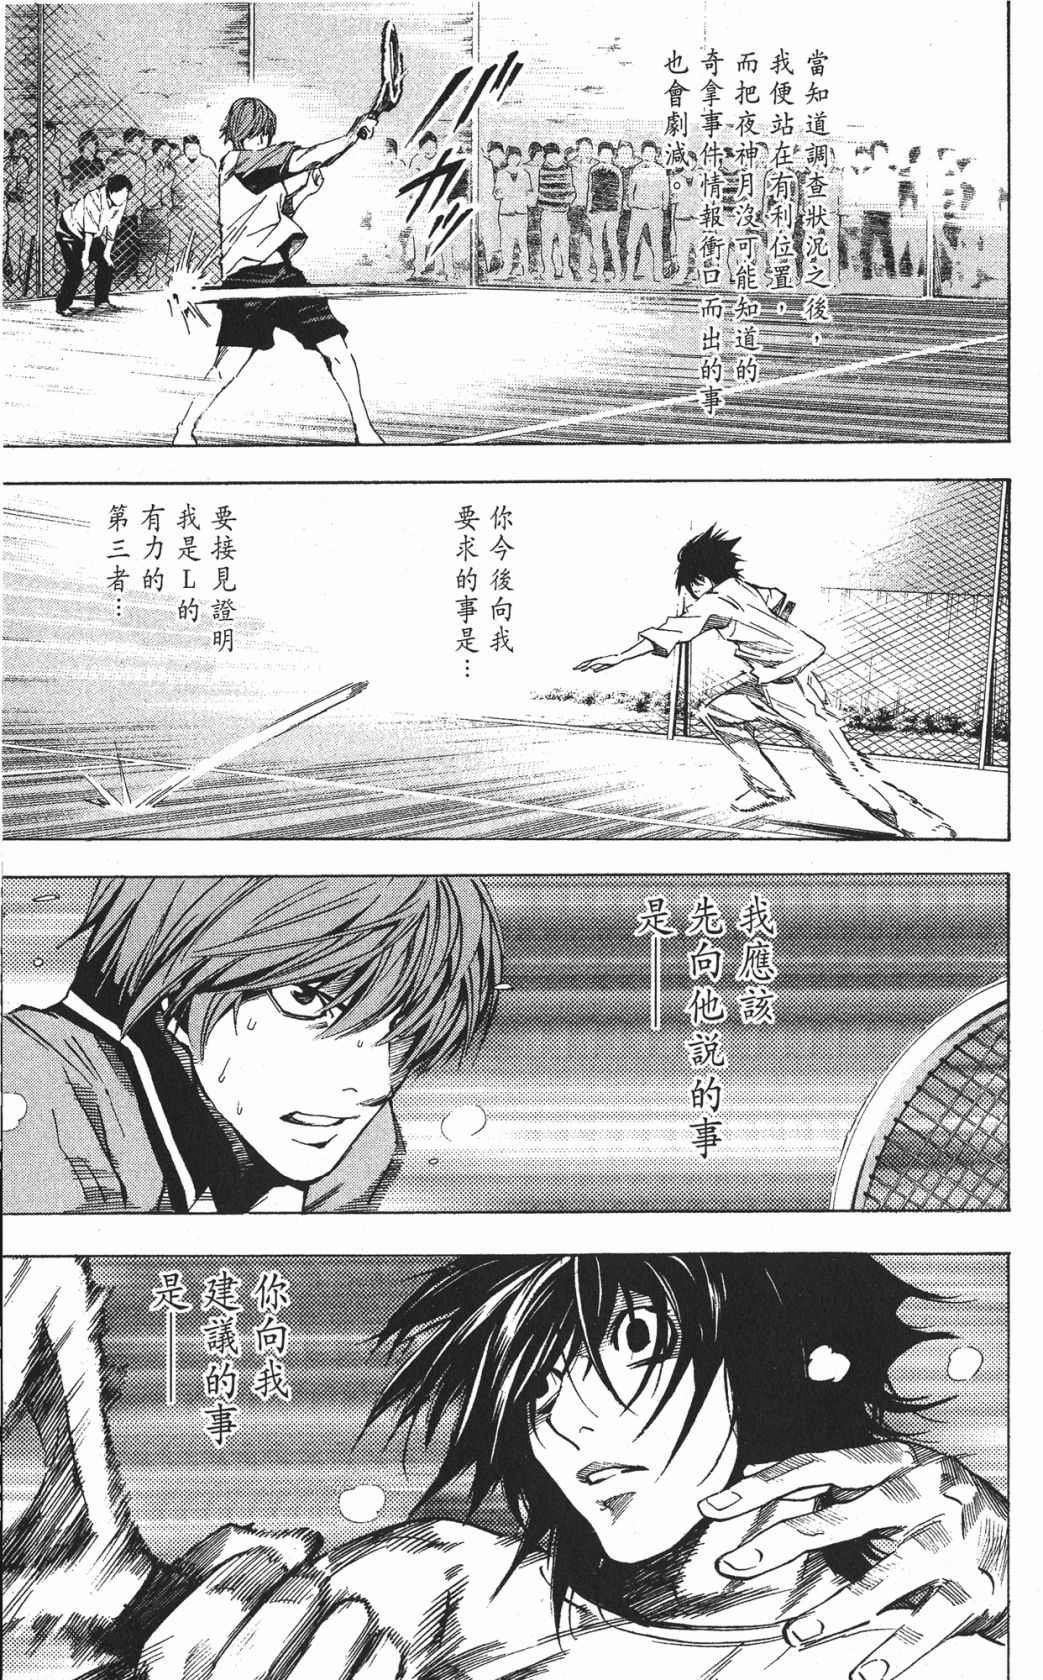 當知道調查狀況之後，
我便站在有利位置，
而把夜神月沒可能知道的
奇拿事件情報衝口而出的事
也會劇減。
你今後向我
要求的事是…
要接見證明
我是L的
有力的
第三者…
我應該
先向他説的事
是——
你向我
建議的事
是——